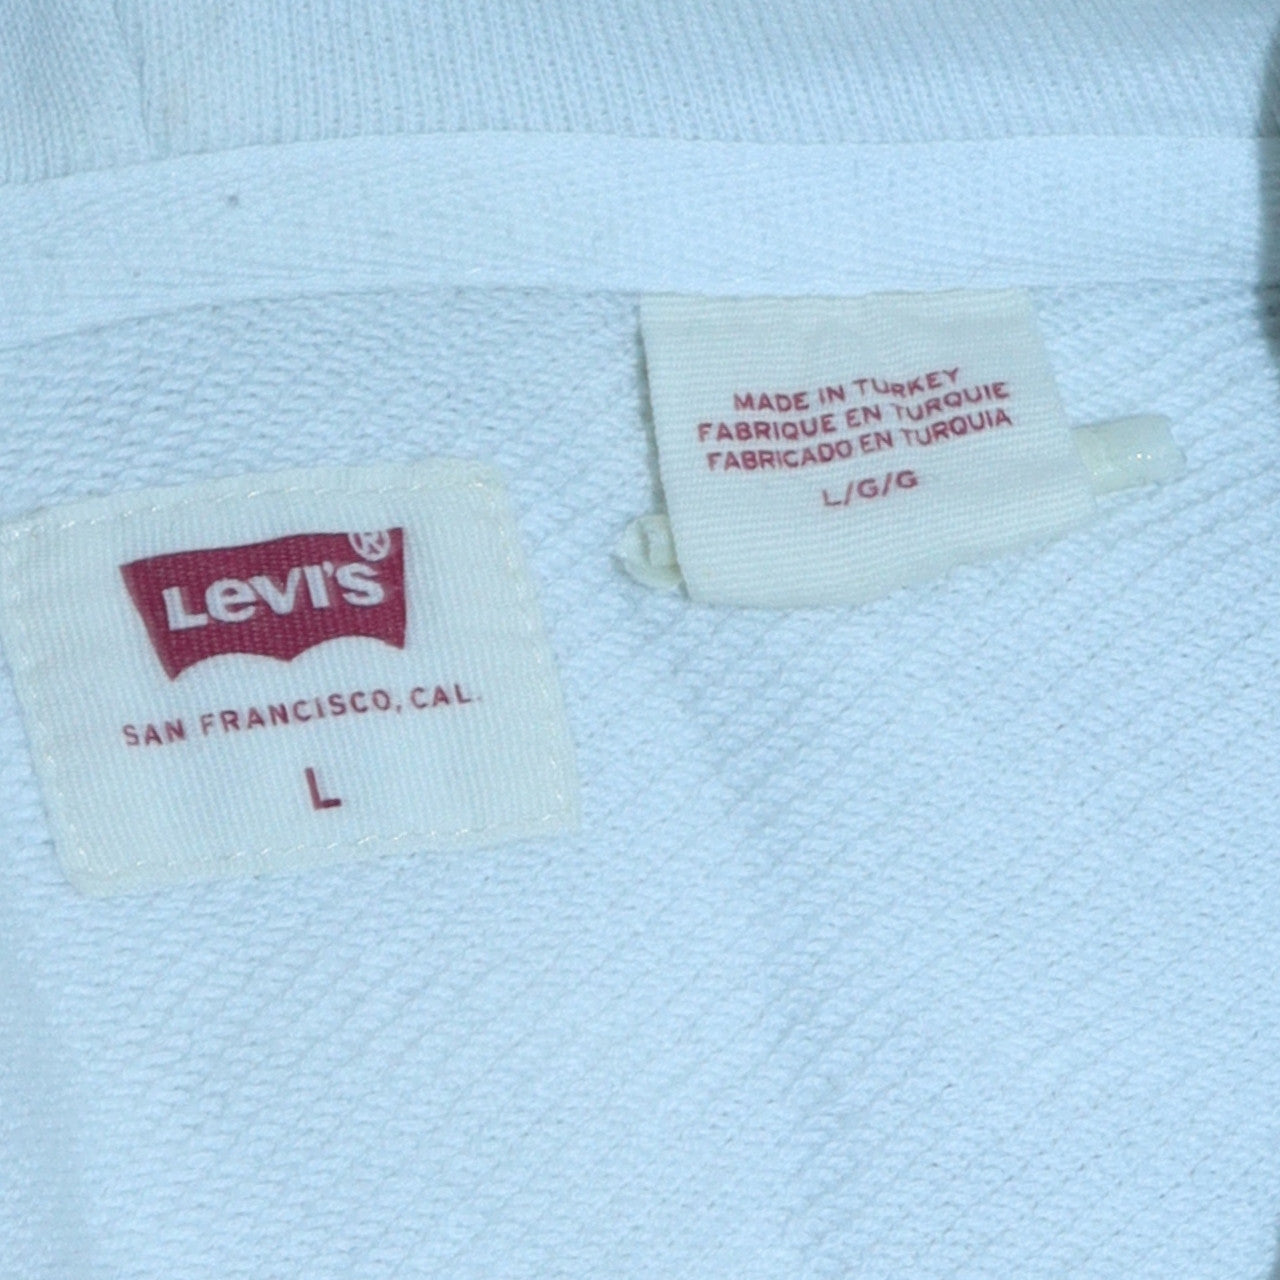 MADE IN TURKEY
FABRIQUE EN TURQUIE
FABRICADO EN TURQUIA
L/G/G
Levi's®
SAN FRANCISCO, CAL.
L